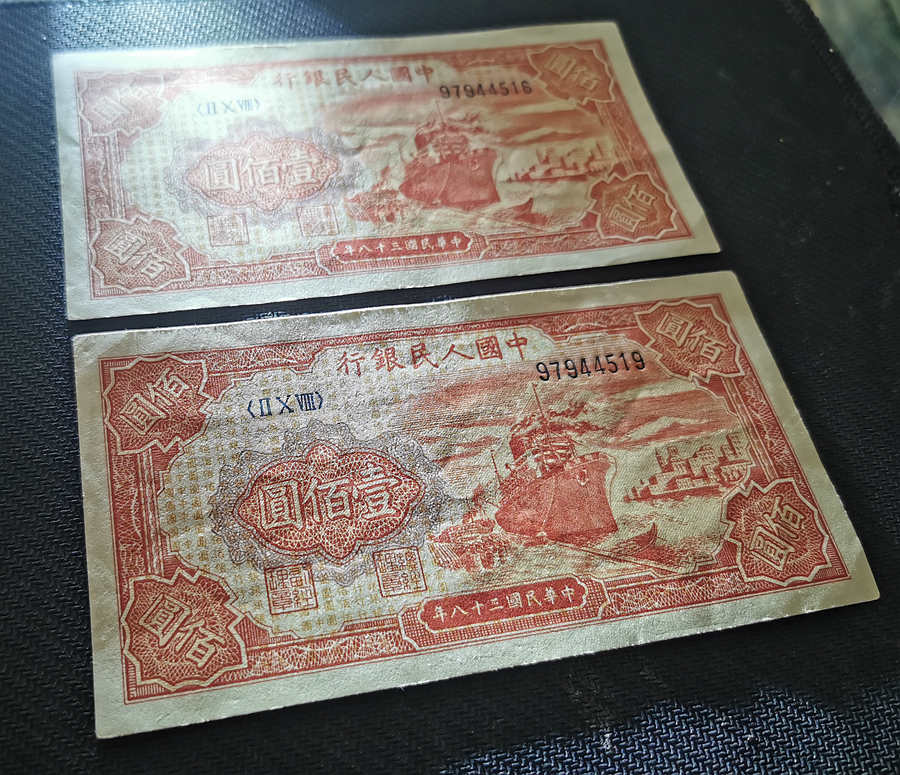 中國人民銀行
97944516
〈Ⅱ Ⅹ Ⅷ〉
佰圓
佰圓
壹佰圓
佰圓
佰圓
中華民國三十八年
中國人民銀行
97944519
〈Ⅱ Ⅹ Ⅷ〉
佰圓
佰圓
壹佰圓
佰圓
佰圓
中華民國三十八年